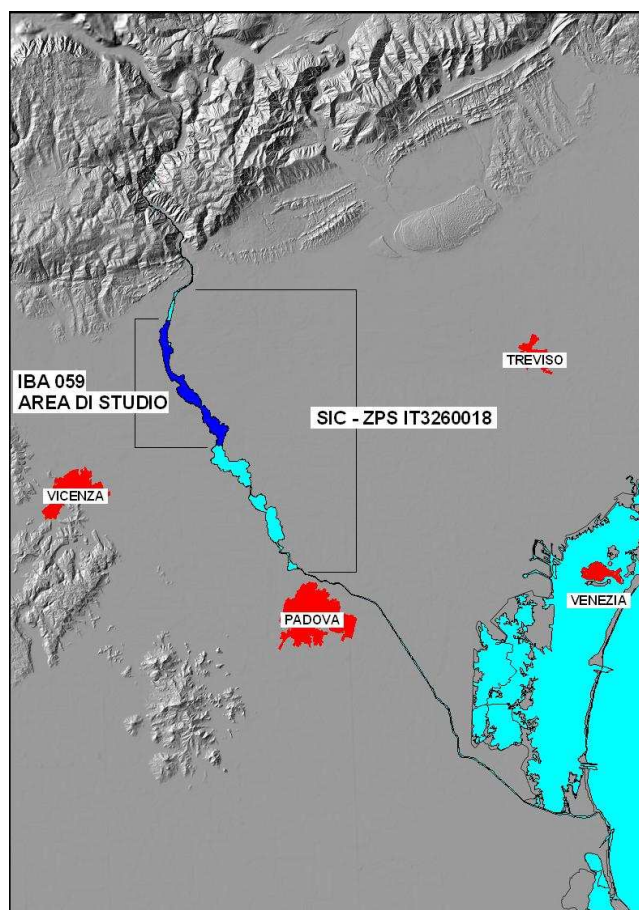 TREVISO
IBA 059
AREA DI STUDIO
SIC - ZPS IT3260018
VICENZA
VENEZIA
PADOVA